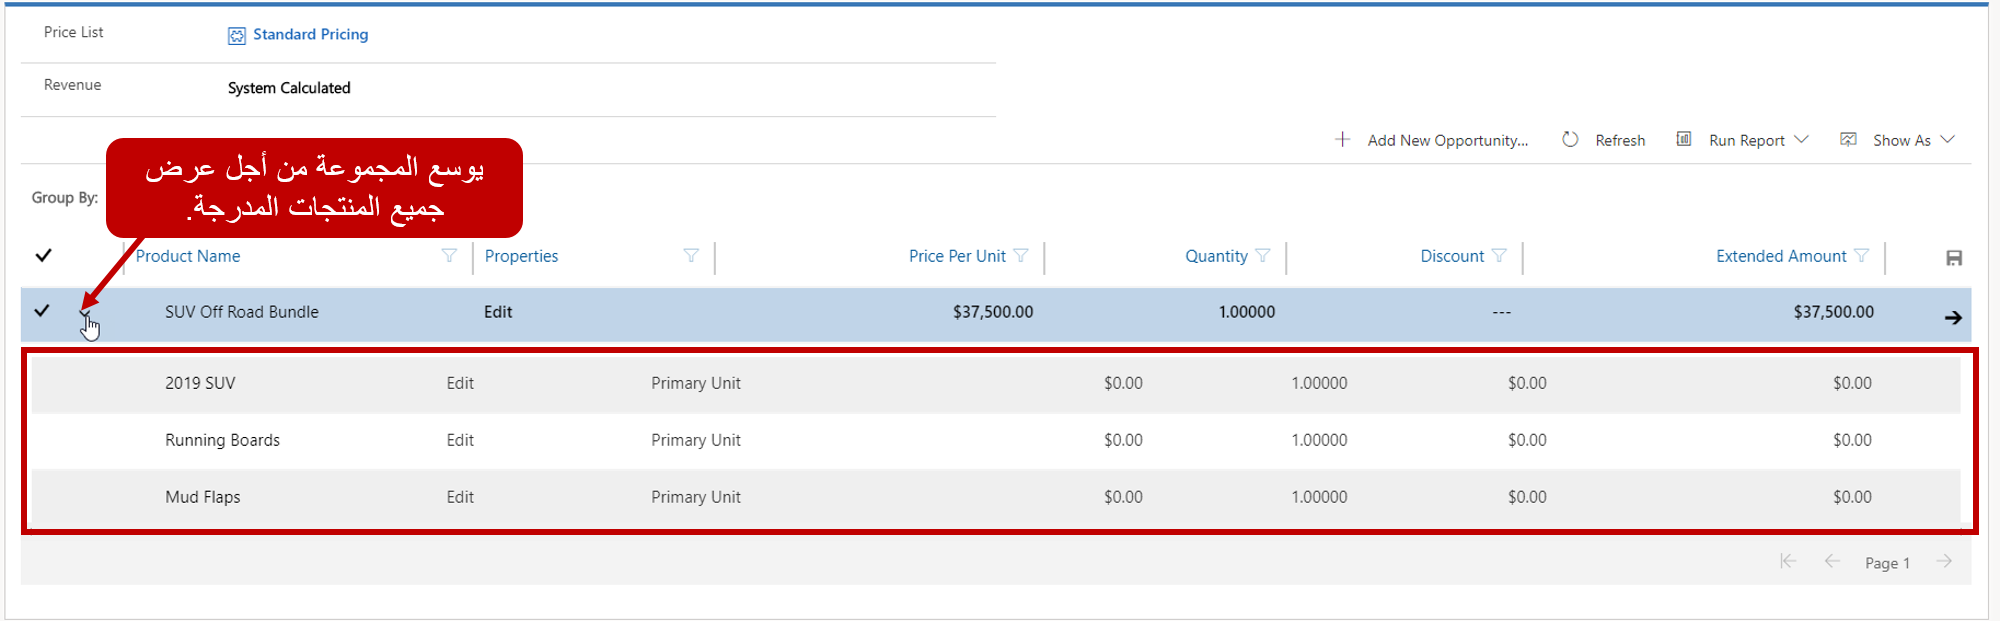 Price List Standard Pricing
Revenue System Calculated
Add New Opportunity... Refresh Run Report Show As
يوسع المجموعة من أجل عرض
جميع المنتجات المدرجة.
Group By:
Product Name Properties Price Per Unit Quantity Discount Extended Amount
SUV Off Road Bundle Edit $37,500.00 1.00000 --- $37,500.00
2019 SUV Edit Primary Unit $0.00 1.00000 $0.00 $0.00
Running Boards Edit Primary Unit $0.00 1.00000 $0.00 $0.00
Mud Flaps Edit Primary Unit $0.00 1.00000 $0.00 $0.00
Page 1